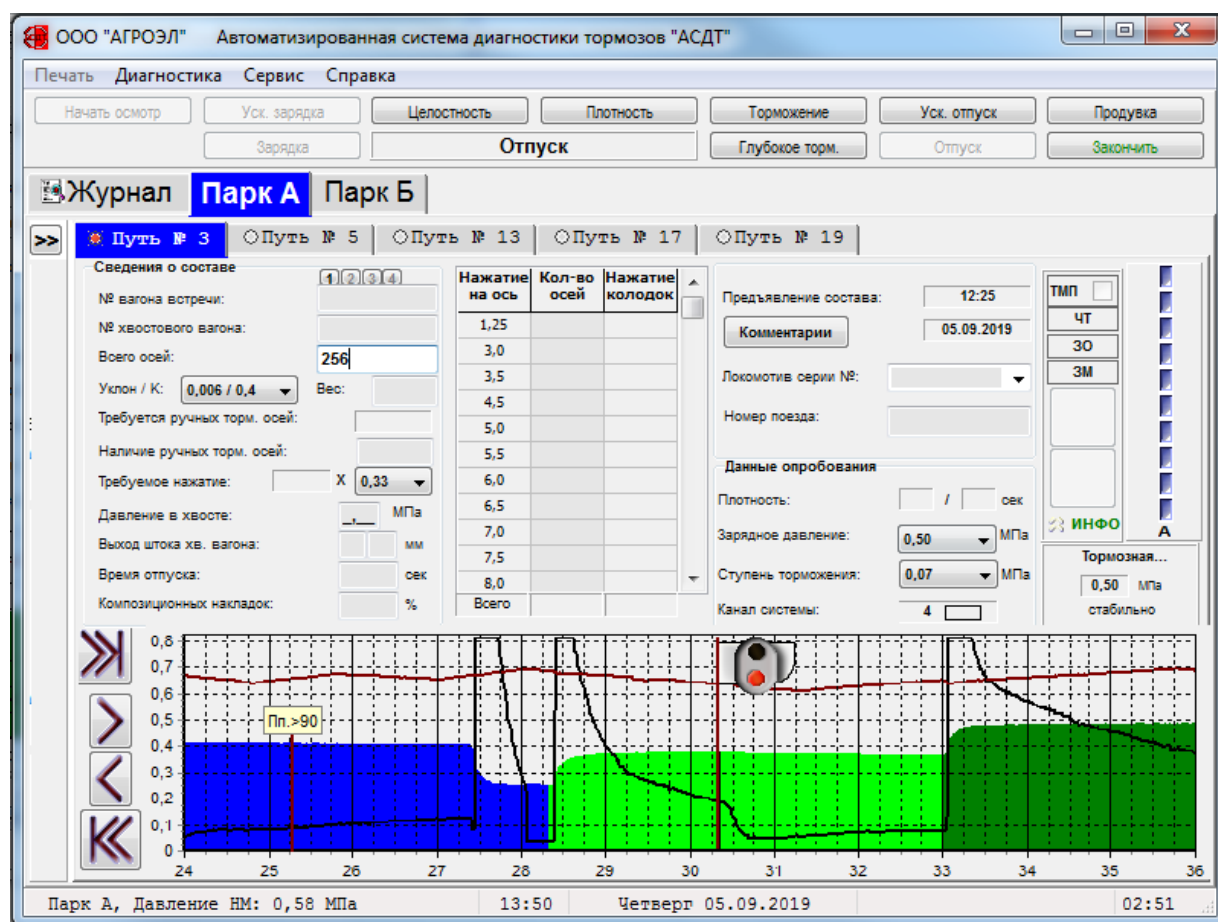 ООО "АГРОЭЛ" Автоматизированная система диагностики тормозов "АСДТ"
Печать Диагностика Сервис Справка
Начать осмотр Уск. зарядка Целостность Плотность Торможение Уск. отпуск Продувка
Зарядка Отпуск Глубокое торм. Отпуск Закончить
Журнал Парк А Парк Б
>> Путь № 3 Путь № 5 Путь № 13 Путь № 17 Путь № 19
Сведения о составе
1 2 3 4
№ вагона встречи:
№ хвостового вагона:
Всего осей: 256
Уклон / К: 0,006 / 0,4 Вес:
Требуется ручных торм. осей:
Наличие ручных торм. осей:
Требуемое нажатие: X 0,33
Давление в хвосте: _,__ МПа
Выход штока хв. вагона: мм
Время отпуска: сек
Композиционных накладок: %
Нажатие на ось Кол-во осей Нажатие колодок
1,25
3,0
3,5
4,5
5,0
5,5
6,0
6,5
7,0
7,5
8,0
Всего
Предъявление состава: 12:25
Комментарии 05.09.2019
Локомотив серии №:
Номер поезда:
Данные опробования
Плотность: / сек
Зарядное давление: 0,50 МПа
Ступень торможения: 0,07 МПа
Канал системы: 4
ТМП
ЧТ
ЗО
ЗМ
ИНФО
А
Тормозная...
0,50 МПа
стабильно
0,8
0,7
0,6
0,5
0,4
0,3
0,2
0,1
0
Пл.>90
24 25 26 27 28 29 30 31 32 33 34 35 36
Парк А, Давление НМ: 0,58 МПа 13:50 Четверг 05.09.2019 02:51